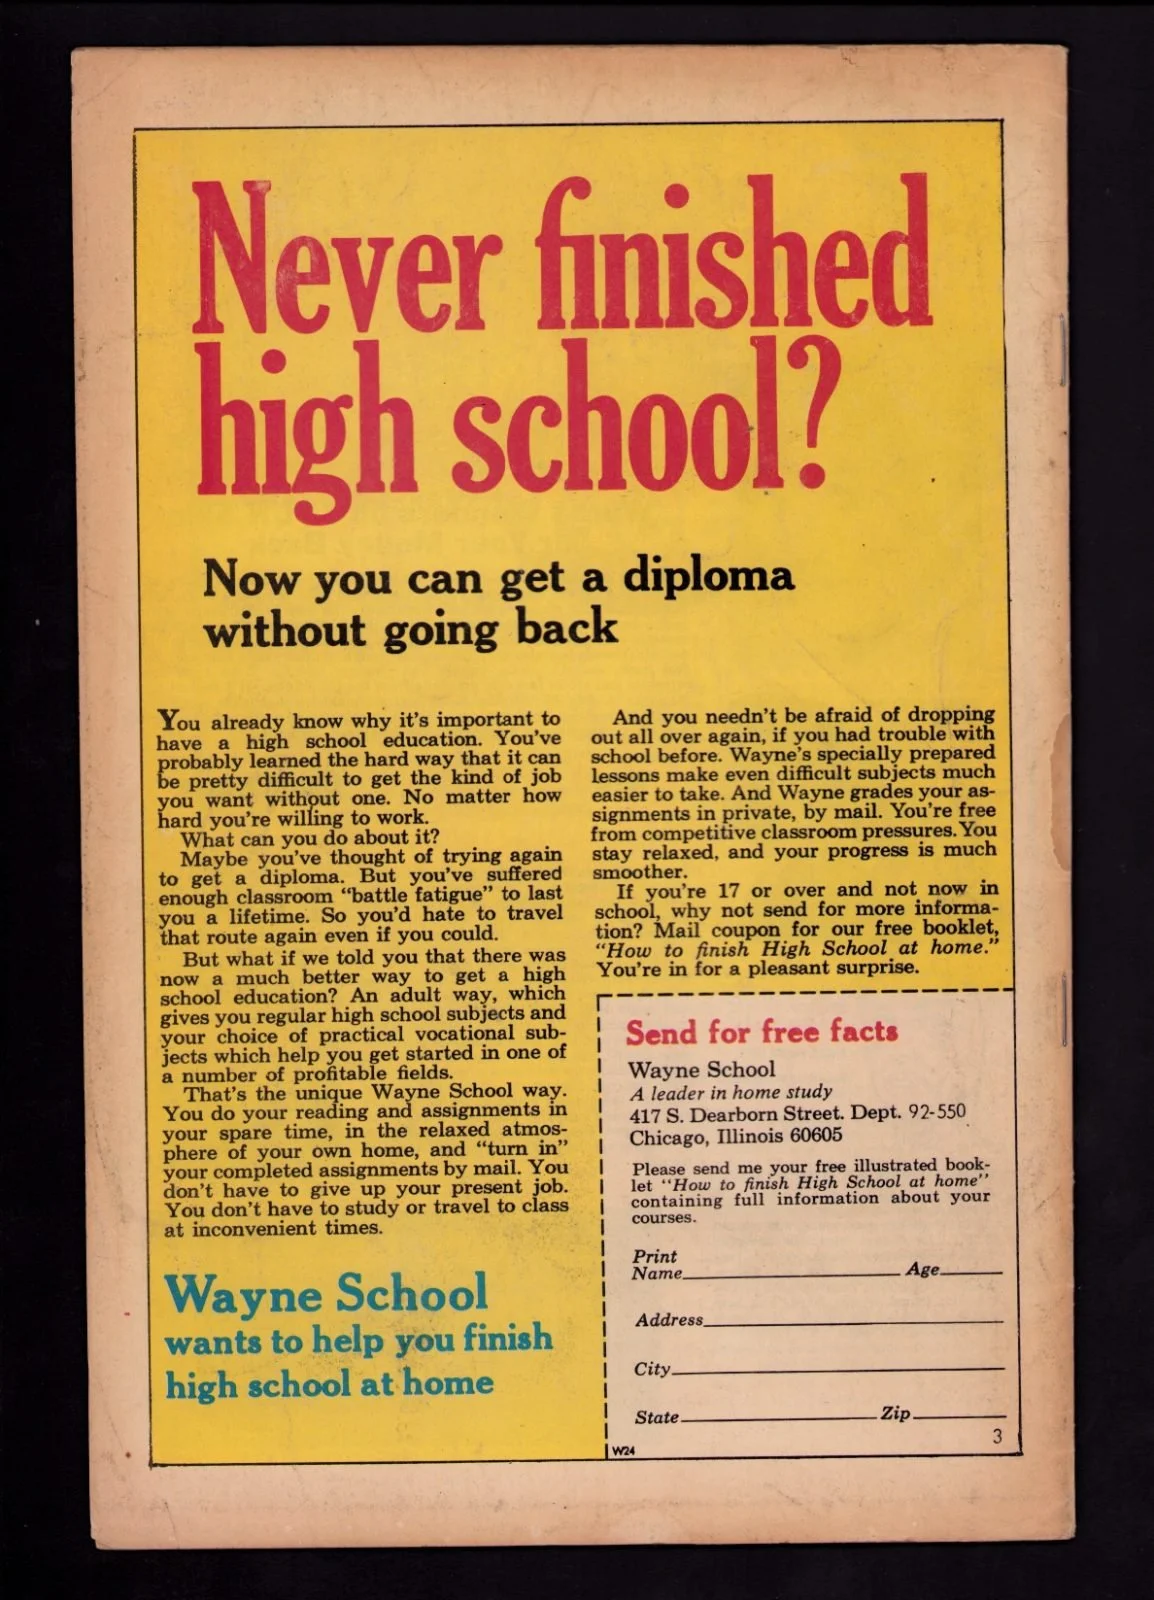 Never finished
high school?
Now you can get a diploma
without going back
You already know why it's important to
have a high school education. You've
probably learned the hard way that it can
be pretty difficult to get the kind of job
you want without one. No matter how
hard you're willing to work.
What can you do about it?
Maybe you've thought of trying again
to get a diploma. But you've suffered
enough classroom “battle fatigue” to last
you a lifetime. So you'd hate to travel
that route again even if you could.
But what if we told you that there was
now a much better way to get a high
school education? An adult way, which
gives you regular high school subjects and
your choice of practical vocational sub-
jects which help you get started in one of
a number of profitable fields.
That's the unique Wayne School way.
You do your reading and assignments in
your spare time, in the relaxed atmos-
phere of your own home, and “turn in”
your completed assignments by mail. You
don't have to give up your present job.
You don't have to study or travel to class
at inconvenient times.
Wayne School
wants to help you finish
high school at home
And you needn't be afraid of dropping
out all over again, if you had trouble with
school before. Wayne's specially prepared
lessons make even difficult subjects much
easier to take. And Wayne grades your as-
signments in private, by mail. You're free
from competitive classroom pressures. You
stay relaxed, and your progress is much
smoother.
If you're 17 or over and not now in
school, why not send for more informa-
tion? Mail coupon for our free booklet,
“How to finish High School at home.”
You're in for a pleasant surprise.
Send for free facts
Wayne School
A leader in home study
417 S. Dearborn Street. Dept. 92-550
Chicago, Illinois 60605
Please send me your free illustrated book-
let “How to finish High School at home”
containing full information about your
courses.
Print
Name Age
Address
City
State Zip
3
W24